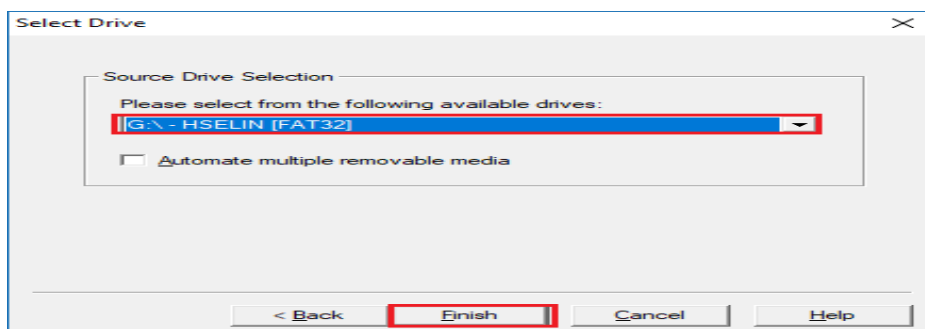 Select Drive
Source Drive Selection
Please select from the following available drives:
G:\ - HSELIN [FAT32]
Automate multiple removable media
< Back Finish Cancel Help